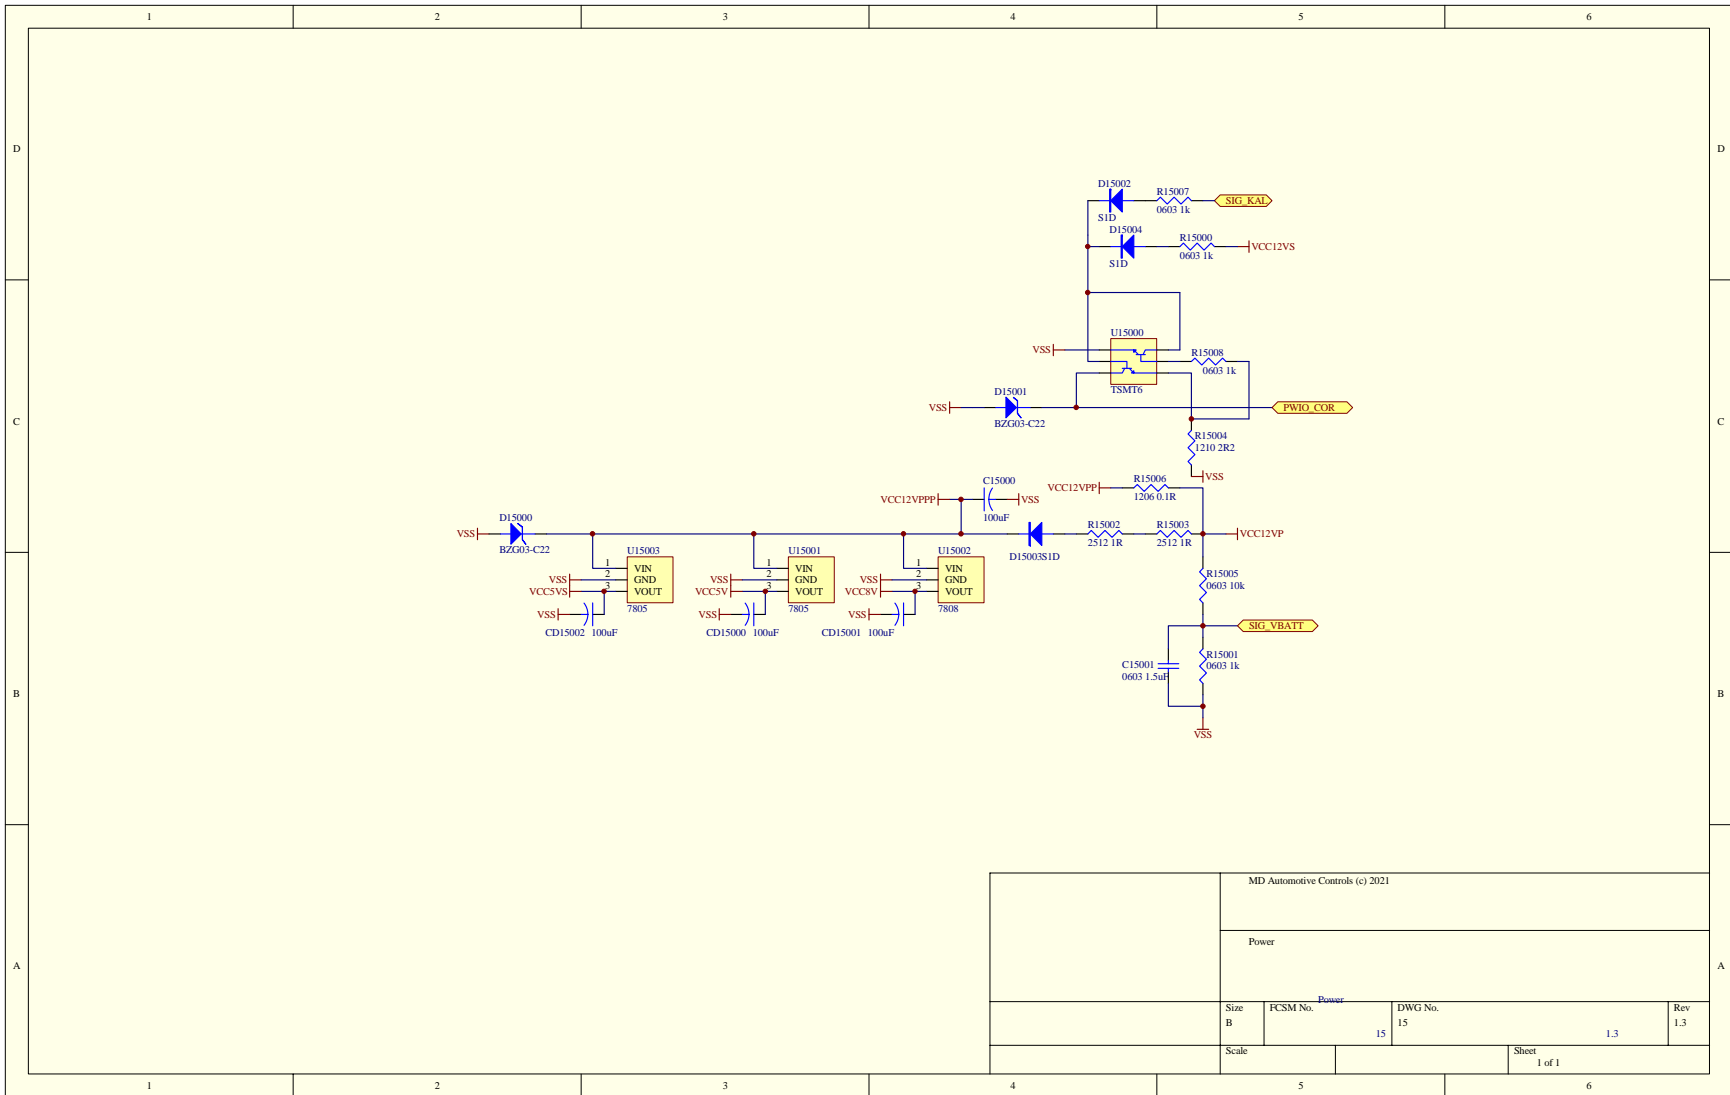 1 2 3 4 5 6
D D
D15002
R15007
SIG_KAL
S1D
0603 1k
D15004
R15000
VCC12VS
S1D
0603 1k
U15000
VSS
R15008
0603 1k
TSMT6
D15001
VSS
PWIO_COR
BZG03-C22
C C
R15004
1210 2R2
VSS
C15000
R15006
VCC12VPP
VCC12VPPP
VSS
1206 0.1R
100uF
D15000
R15002
R15003
VSS
VCC12VP
BZG03-C22
D15003S1D
2512 1R
2512 1R
U15003
1 VIN
VSS 2 GND
VCC5VS 3 VOUT
7805
VSS
CD15002 100uF
U15001
1 VIN
VSS 2 GND
VCC5V 3 VOUT
7805
VSS
CD15000 100uF
U15002
1 VIN
VSS 2 GND
VCC8V 3 VOUT
7808
VSS
CD15001 100uF
R15005
0603 10k
SIG_VBATT
R15001
0603 1k
C15001
0603 1.5uF
VSS
B B
A A
MD Automotive Controls (c) 2021
Power
Power
Size FCSM No. DWG No. Rev
B 15 15 1.3 1.3
Scale Sheet
1 of 1
1 2 3 4 5 6